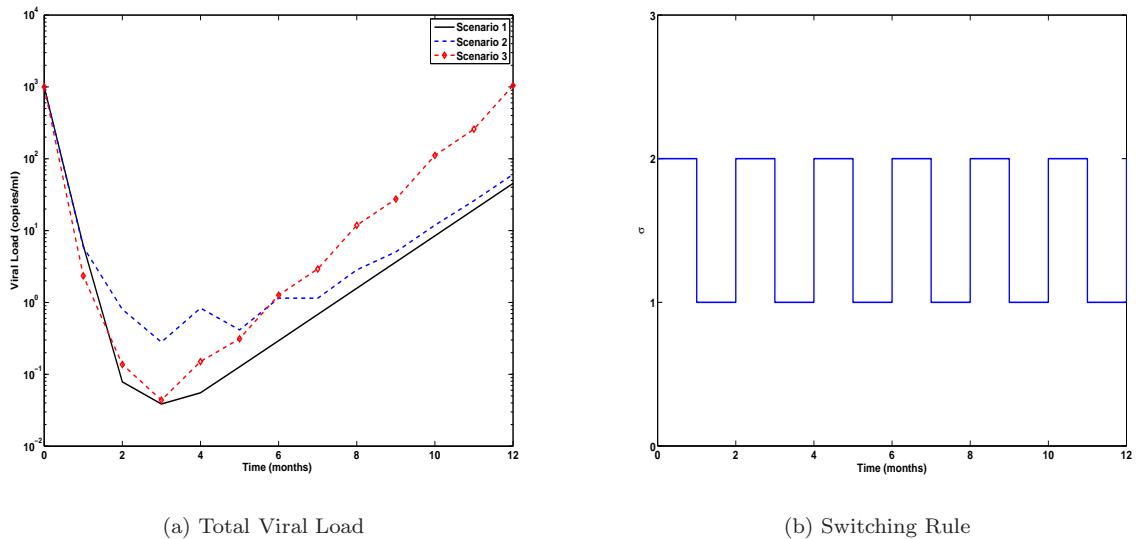 10^4
10^3
10^2
10^1
10^0
10^-1
10^-2
Viral Load (copies/ml)
0 2 4 6 8 10 12
Time (months)
Scenario 1
Scenario 2
Scenario 3
(a) Total Viral Load
3
2
1
0
σ
0 2 4 6 8 10 12
Time (months)
(b) Switching Rule